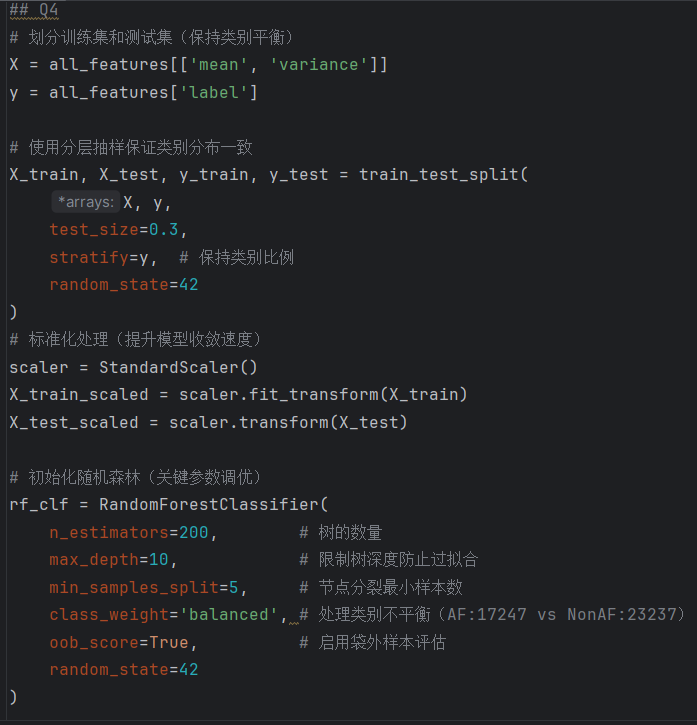 ## Q4
# 划分训练集和测试集（保持类别平衡）
X = all_features[['mean', 'variance']]
y = all_features['label']
# 使用分层抽样保证类别分布一致
X_train, X_test, y_train, y_test = train_test_split(
*arrays: X, y,
test_size=0.3,
stratify=y,  # 保持类别比例
random_state=42
)
# 标准化处理（提升模型收敛速度）
scaler = StandardScaler()
X_train_scaled = scaler.fit_transform(X_train)
X_test_scaled = scaler.transform(X_test)
# 初始化随机森林（关键参数调优）
rf_clf = RandomForestClassifier(
n_estimators=200,        # 树的数量
max_depth=10,            # 限制树深度防止过拟合
min_samples_split=5,     # 节点分裂最小样本数
class_weight='balanced', # 处理类别不平衡（AF:17247 vs NonAF:23237）
oob_score=True,          # 启用袋外样本评估
random_state=42
)